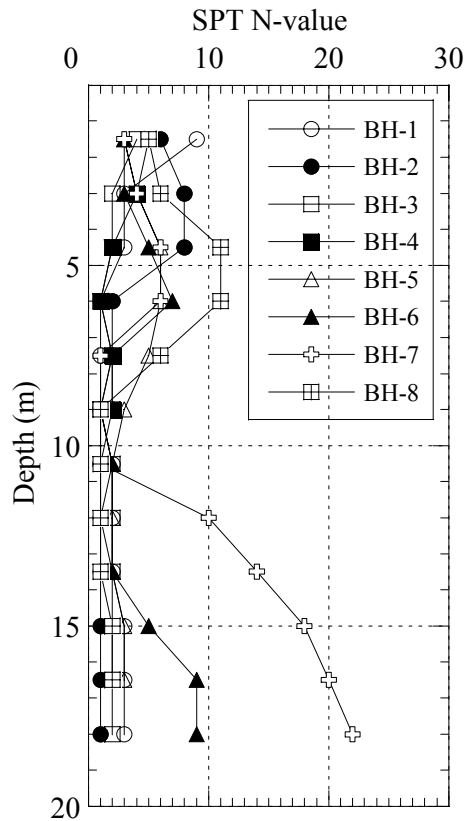 SPT N-value
0 10 20 30
BH-1
BH-2
BH-3
BH-4
BH-5
BH-6
BH-7
BH-8
5
10
15
20
Depth (m)